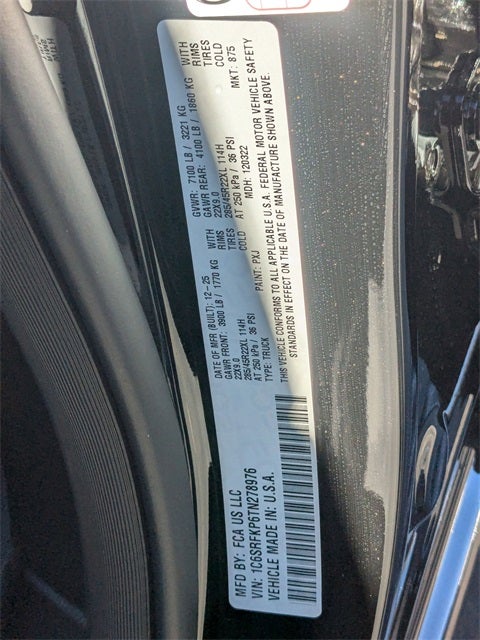 MFD BY: FCA US LLC
DATE OF MFR (BUILT): 12-25 GVWR: 7100 LB / 3221 KG
GAWR FRONT: 3900 LB / 1770 KG WITH GAWR REAR: 4100 LB / 1860 KG WITH
22X9.0 RIMS 22X9.0 RIMS
285/45R22XL 114H TIRES 285/45R22XL 114H TIRES
AT 250 kPa / 36 PSI COLD AT 250 kPa / 36 PSI COLD
TYPE: TRUCK PAINT: PXJ MDH: 120322 MKT: 875
THIS VEHICLE CONFORMS TO ALL APPLICABLE U.S.A. FEDERAL MOTOR VEHICLE SAFETY
STANDARDS IN EFFECT ON THE DATE OF MANUFACTURE SHOWN ABOVE.
VIN: 1C6SRFKP6TN278976
VEHICLE MADE IN: U.S.A.